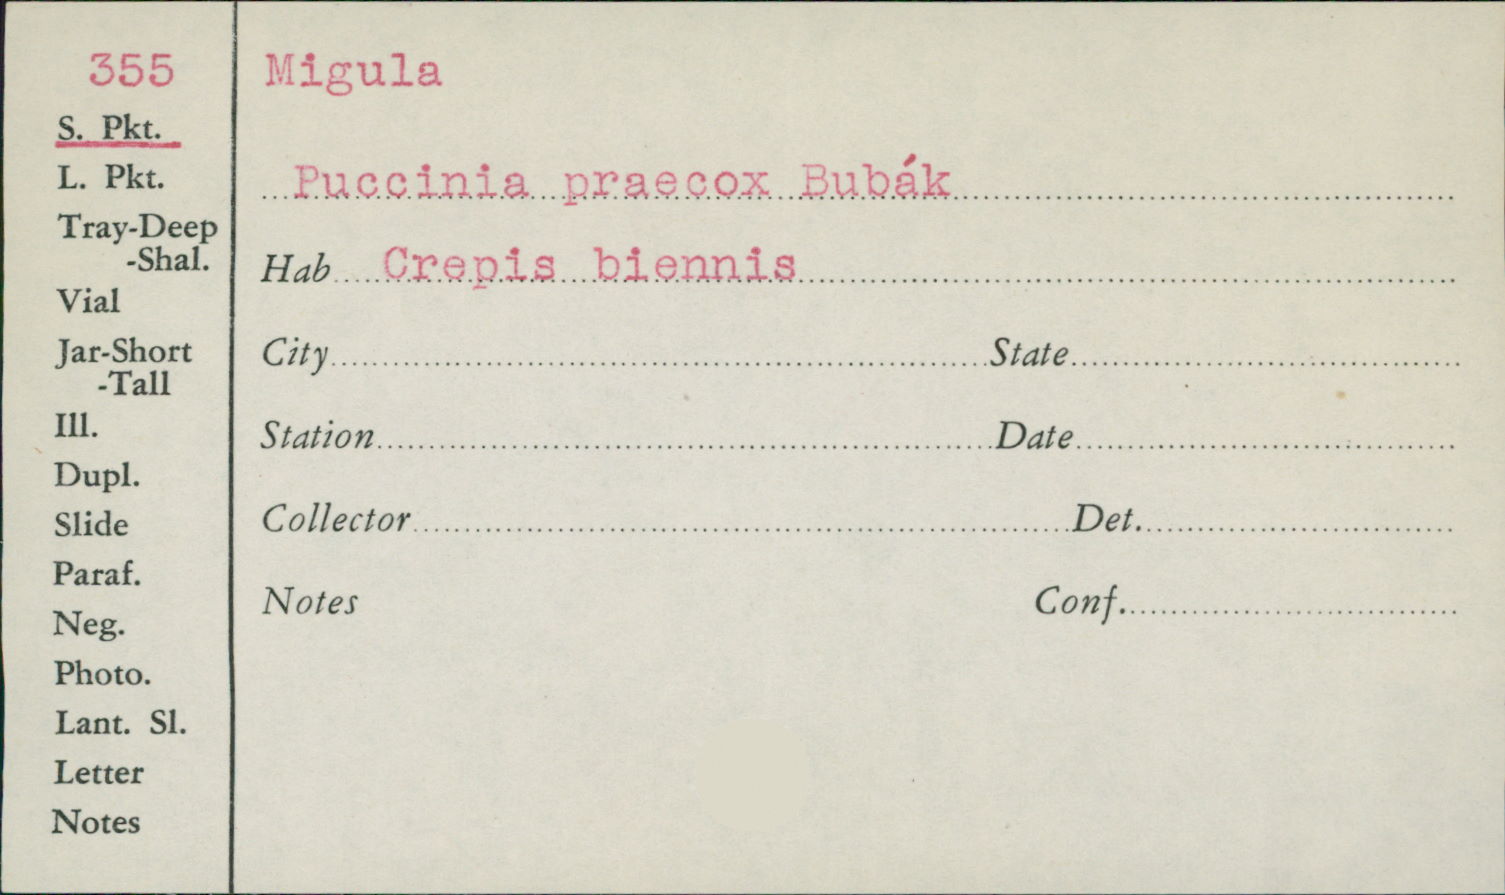 355
S. Pkt.
L. Pkt.
Tray-Deep
-Shal.
Vial
Jar-Short
-Tall
Ill.
Dupl.
Slide
Paraf.
Neg.
Photo.
Lant. Sl.
Letter
Notes
Migula
Puccinia praecox Bubák
Hab Crepis biennis
City State
Station Date
Collector Det.
Notes Conf.